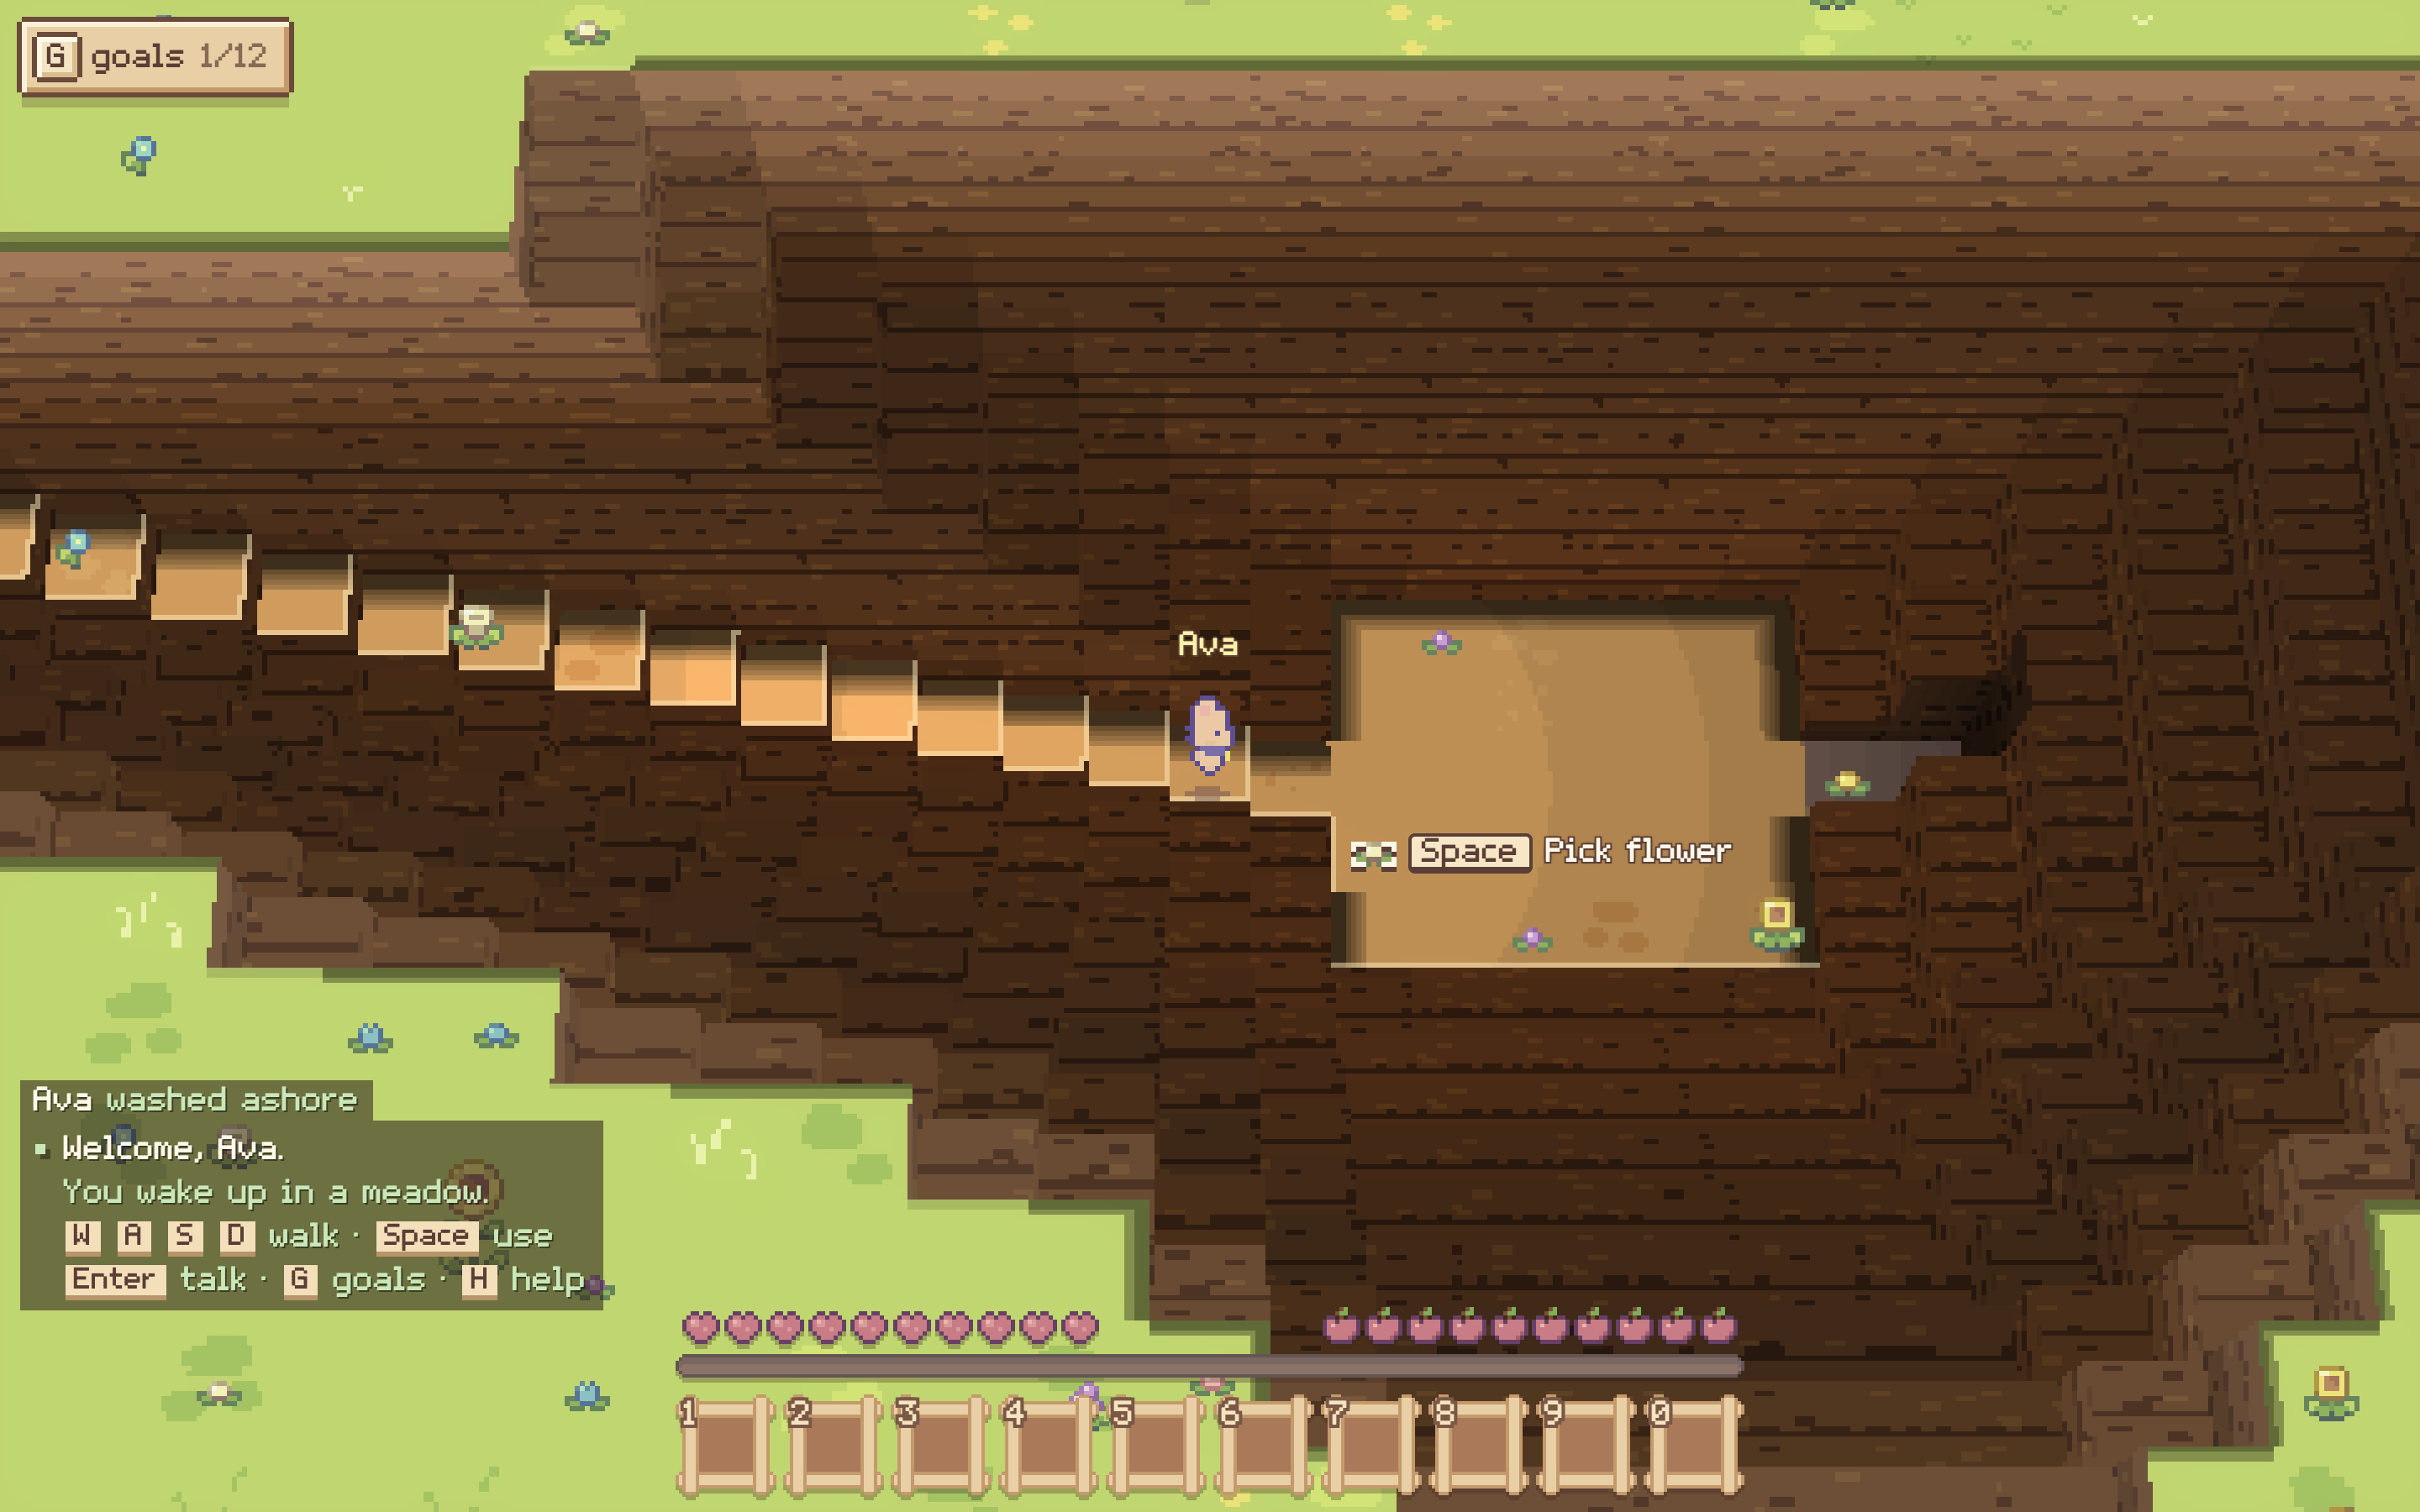 G goals 1/12
Ava
Space Pick flower
Ava washed ashore
Welcome, Ava.
You wake up in a meadow.
W A S D walk · Space use
Enter talk · G goals · H help
1 2 3 4 5 6 7 8 9 0